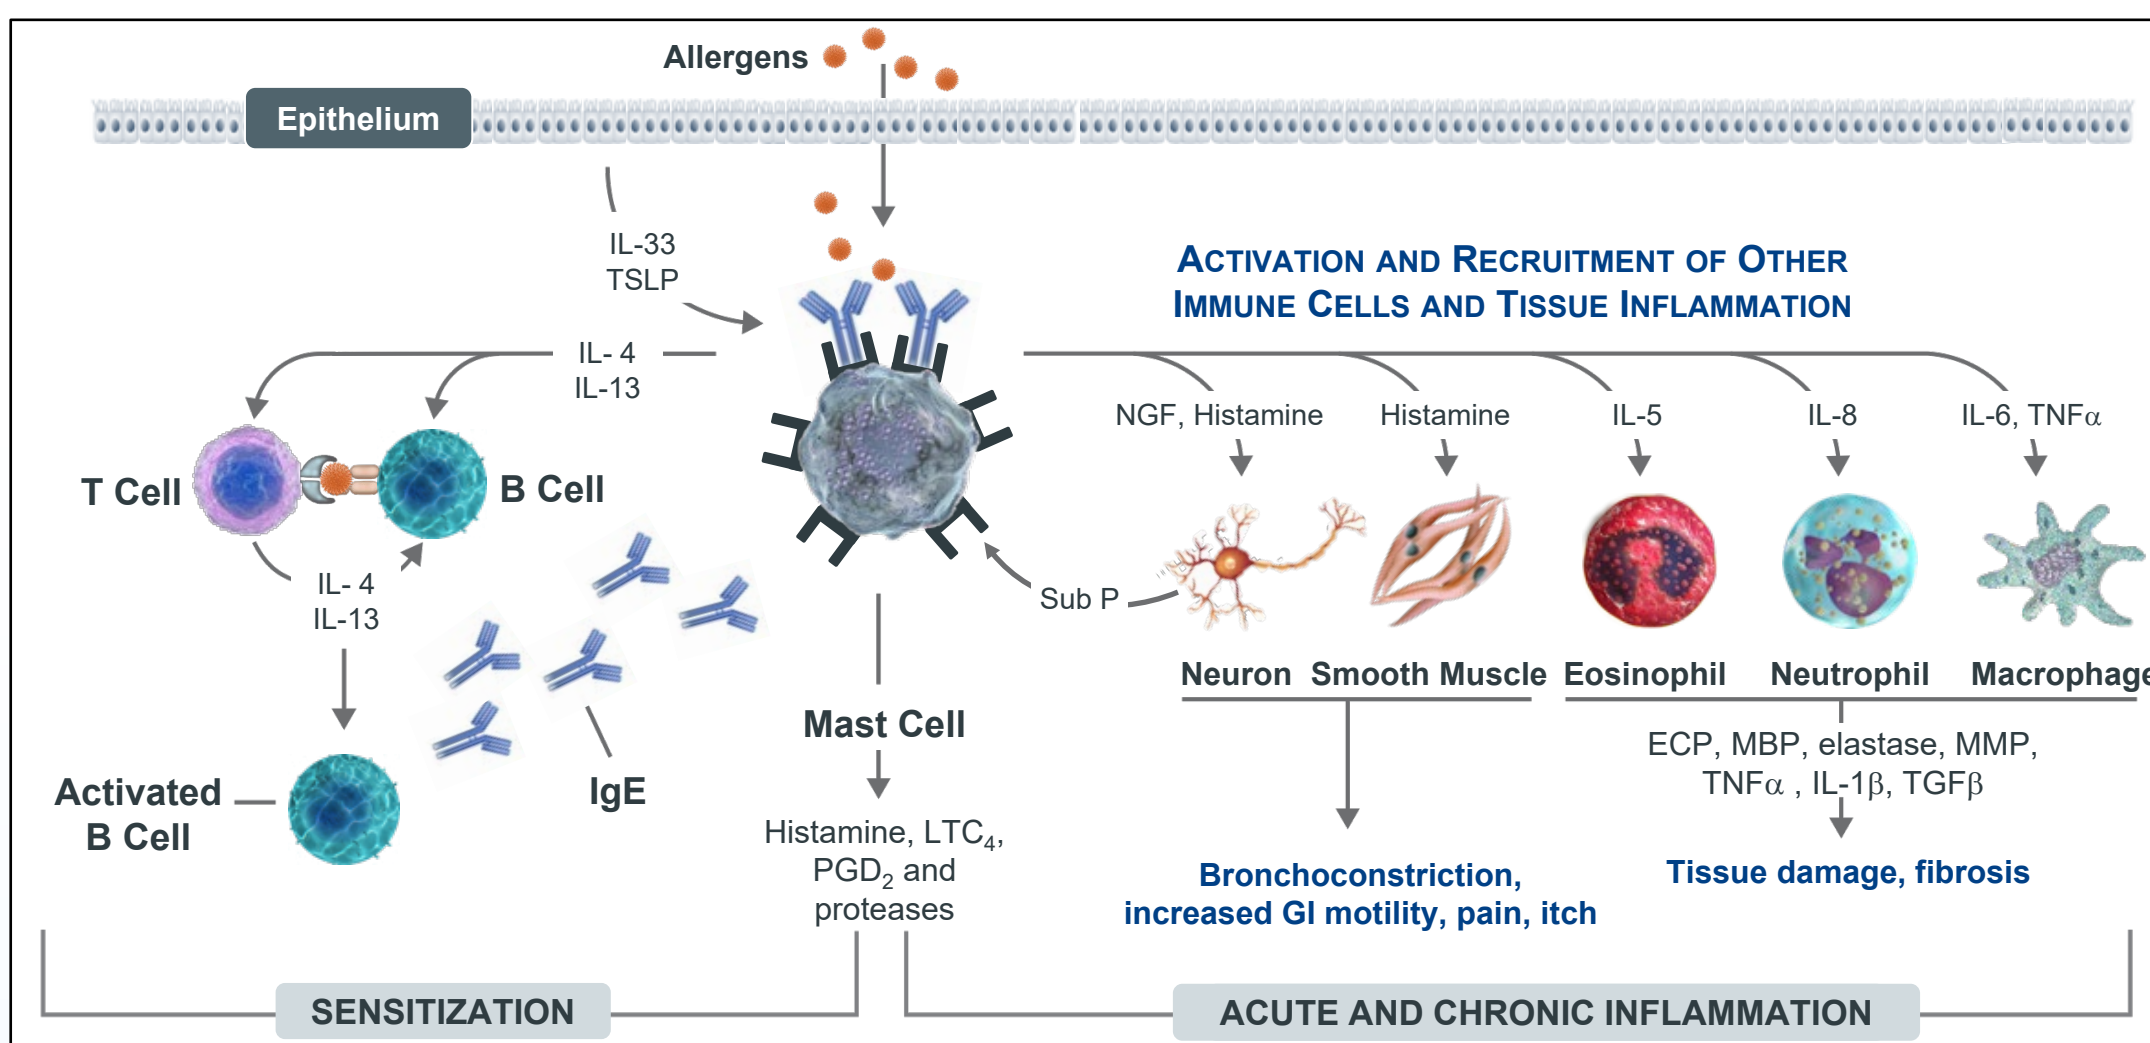 Allergens
Epithelium
IL-33
TSLP
ACTIVATION AND RECRUITMENT OF OTHER
IMMUNE CELLS AND TISSUE INFLAMMATION
IL- 4
IL-13
NGF, Histamine
Histamine
IL-5
IL-8
IL-6, TNFα
T Cell
B Cell
IL- 4
IL-13
Sub P
Neuron
Smooth Muscle
Eosinophil
Neutrophil
Macrophage
Mast Cell
IgE
Activated
B Cell
ECP, MBP, elastase, MMP,
TNFα , IL-1β, TGFβ
Histamine, LTC₄,
PGD₂ and
proteases
Bronchoconstriction,
increased GI motility, pain, itch
Tissue damage, fibrosis
SENSITIZATION
ACUTE AND CHRONIC INFLAMMATION